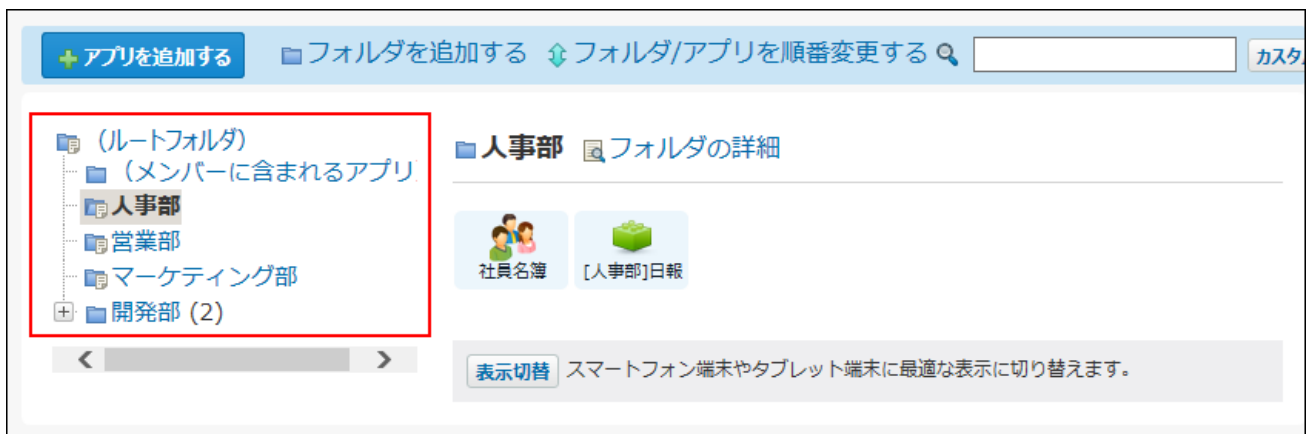 アプリを追加する フォルダを追加する フォルダ/アプリを順番変更する カスタ
(ルートフォルダ)
(メンバーに含まれるアプリ
人事部
営業部
マーケティング部
開発部 (2)
人事部 フォルダの詳細
社員名簿 [人事部]日報
表示切替 スマートフォン端末やタブレット端末に最適な表示に切り替えます。